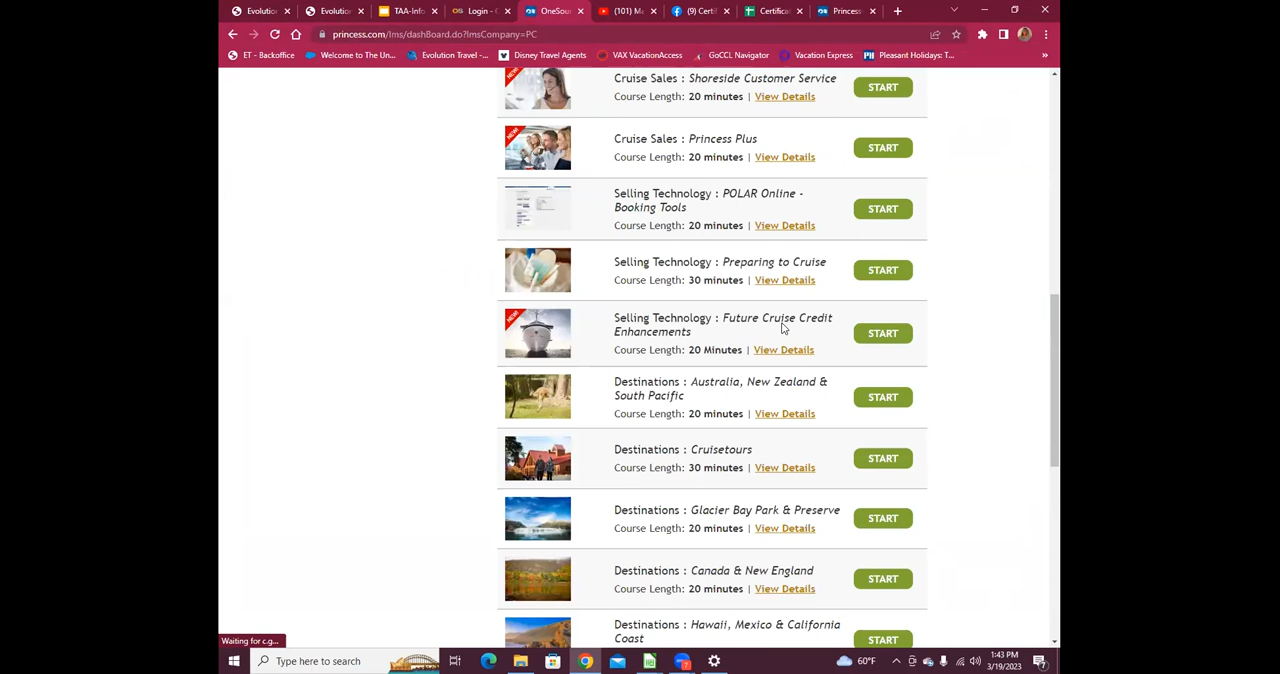 Evolution
Evolution
TAA-Info
Login - 
OneSour
(101) M
(9) Certif
Certifica
Princess
princess.com/lms/dashBoard.do?lmsCompany=PC
ET - Backoffice
Welcome to The Un...
Evolution Travel -...
Disney Travel Agents
VAX VacationAccess
GoCCL Navigator
Vacation Express
Pleasant Holidays: T...
NEW!
Cruise Sales : Shoreside Customer Service
Course Length: 20 minutes | View Details
START
NEW!
Cruise Sales : Princess Plus
Course Length: 20 minutes | View Details
START
Selling Technology : POLAR Online -
Booking Tools
Course Length: 20 minutes | View Details
START
Selling Technology : Preparing to Cruise
Course Length: 30 minutes | View Details
START
NEW!
Selling Technology : Future Cruise Credit
Enhancements
Course Length: 20 Minutes | View Details
START
Destinations : Australia, New Zealand &
South Pacific
Course Length: 20 minutes | View Details
START
Destinations : Cruisetours
Course Length: 30 minutes | View Details
START
Destinations : Glacier Bay Park & Preserve
Course Length: 20 minutes | View Details
START
Destinations : Canada & New England
Course Length: 20 minutes | View Details
START
Destinations : Hawaii, Mexico & California
Coast
START
Waiting for c.g...
Type here to search
60°F
1:43 PM
3/19/2023